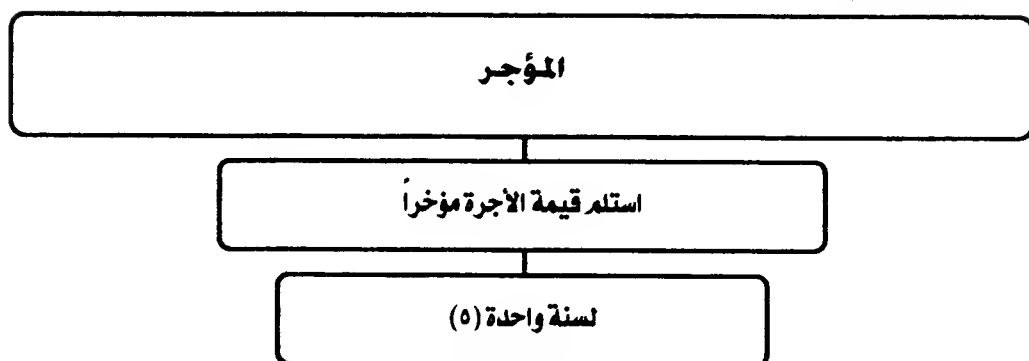 المؤجر
استلم قيمة الأجرة مؤخراً
لسنة واحدة (٥)